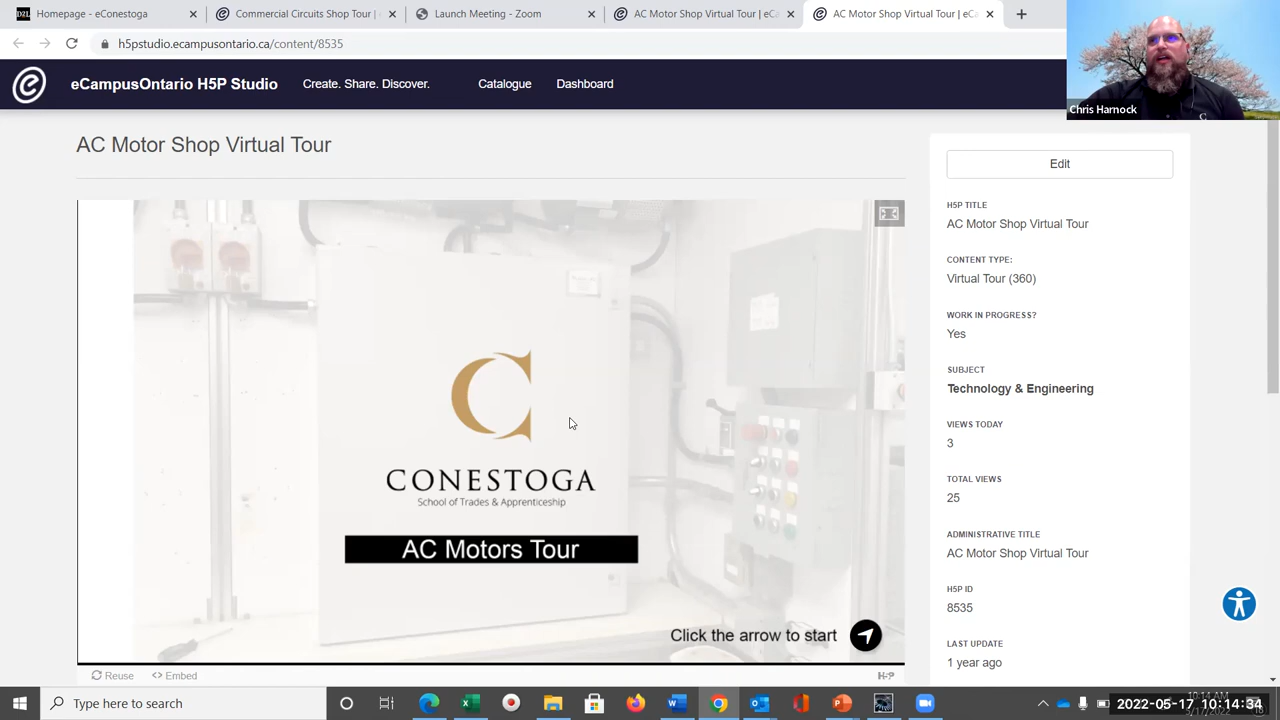 Homepage - eConestoga
Commercial Circuits Shop Tour | e
Launch Meeting - Zoom
AC Motor Shop Virtual Tour | eCa
AC Motor Shop Virtual Tour | eCa
h5pstudio.ecampusontario.ca/content/8535
Chris Harnock
eCampusOntario H5P Studio
Create. Share. Discover.
Catalogue
Dashboard
AC Motor Shop Virtual Tour
Edit
H5P TITLE
AC Motor Shop Virtual Tour
CONTENT TYPE:
Virtual Tour (360)
WORK IN PROGRESS?
Yes
SUBJECT
Technology & Engineering
VIEWS TODAY
3
TOTAL VIEWS
25
ADMINISTRATIVE TITLE
AC Motor Shop Virtual Tour
H5P ID
8535
LAST UPDATE
1 year ago
C
CONESTOGA
School of Trades & Apprenticeship
AC Motors Tour
Click the arrow to start
Reuse
Embed
H-P
Type here to search
10:14 AM
2022-05-17 10:14:34